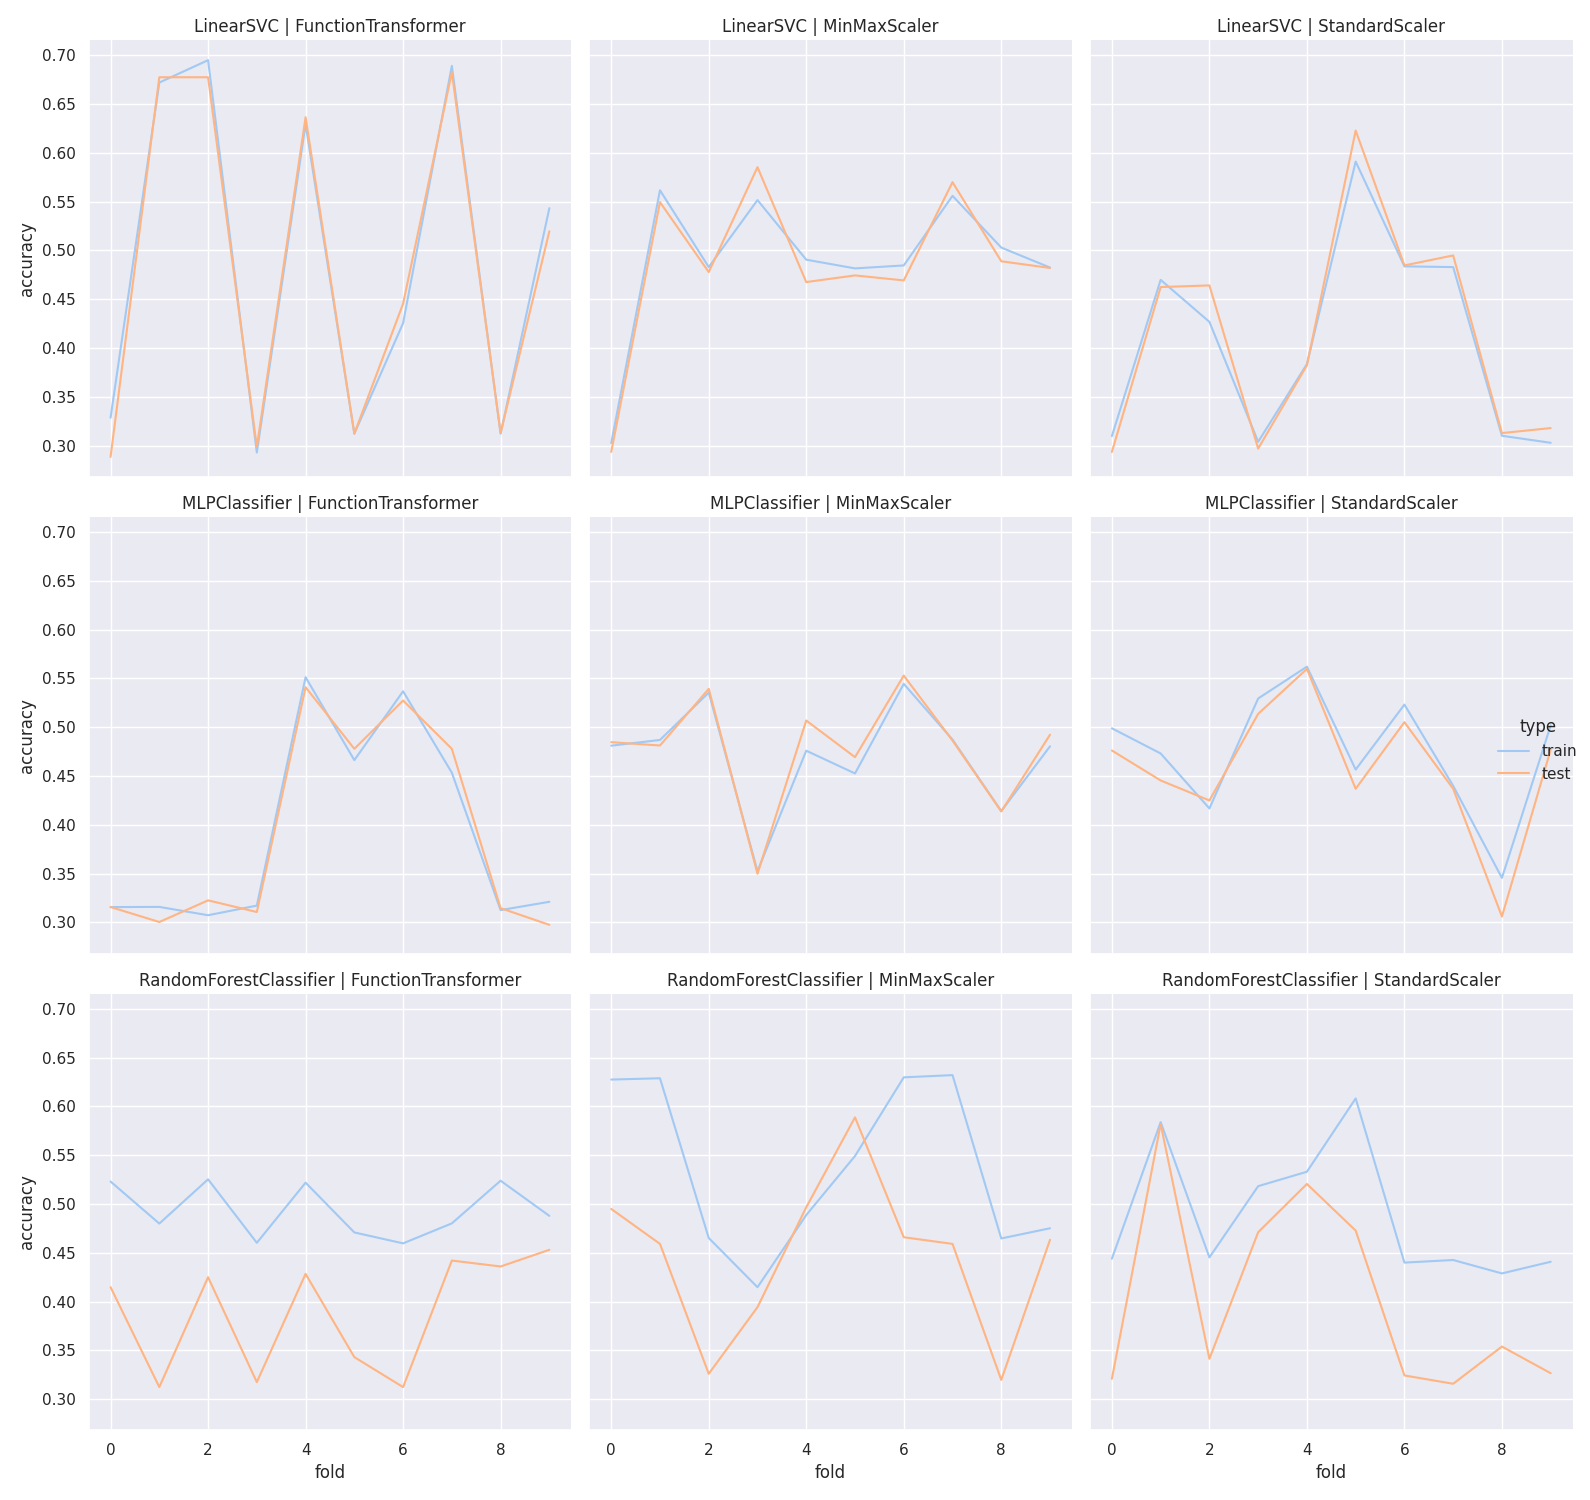 LinearSVC | FunctionTransformer
LinearSVC | MinMaxScaler
LinearSVC | StandardScaler
0.70
0.65
0.60
0.55
0.50
0.45
0.40
0.35
0.30
accuracy
MLPClassifier | FunctionTransformer
MLPClassifier | MinMaxScaler
MLPClassifier | StandardScaler
0.70
0.65
0.60
0.55
0.50
0.45
0.40
0.35
0.30
accuracy
type
train
test
RandomForestClassifier | FunctionTransformer
RandomForestClassifier | MinMaxScaler
RandomForestClassifier | StandardScaler
0.70
0.65
0.60
0.55
0.50
0.45
0.40
0.35
0.30
accuracy
0 2 4 6 8
fold
0 2 4 6 8
fold
0 2 4 6 8
fold